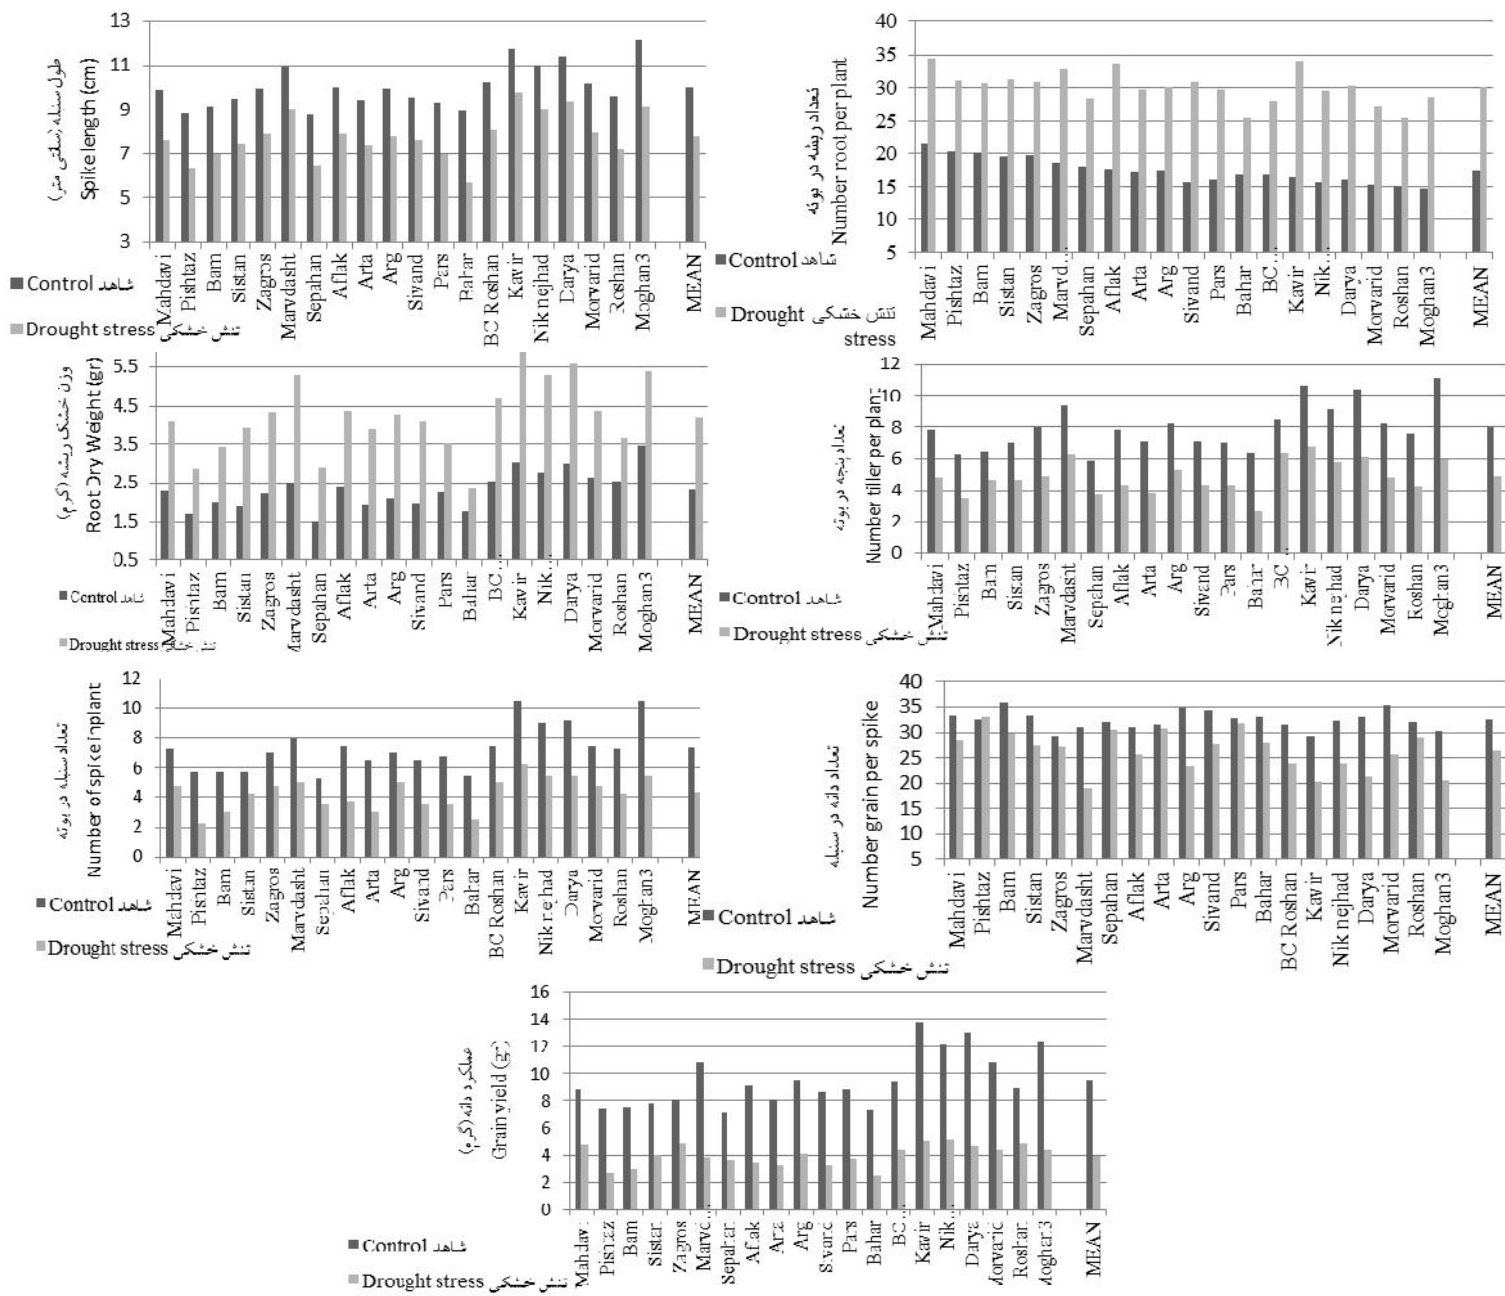 13
11
9
7
5
3
طول سنبله (سانتی متر)
Spike length (cm)
Mahdavi
Pishtaz
Bam
Sistan
Zagros
Marvdasht
Sepahan
Aflak
Arta
Arg
Sivand
Pars
Bahar
BC Roshan
Kavir
Nik nejhad
Darya
Morvarid
Roshan
Moghan3
MEAN
Control شاهد
Drought stress تنش خشکی
40
35
30
25
20
15
10
5
تعداد ریشه در بوته
Number root per plant
Mahdavi
Pishtaz
Bam
Sistan
Zagros
Marvd...
Sepahan
Aflak
Arta
Arg
Sivand
Pars
Bahar
BC...
Kavir
Nik...
Darya
Morvarid
Roshan
Moghan3
MEAN
Control شاهد
Drought تنش خشکی
stress
5.5
4.5
3.5
2.5
1.5
0.5
وزن خشک ریشه (گرم)
Root Dry Weight (gr)
Mahdavi
Pishtaz
Bam
Sistan
Zagros
Marvdasht
Sepahan
Aflak
Arta
Arg
Sivand
Pars
Bahar
BC...
Kavir
Nik...
Darya
Morvarid
Roshan
Moghan3
MEAN
Control شاهد
Drought stress تنش خشکی
12
10
8
6
4
2
0
تعداد پنجه در بوته
Number tiller per plant
Mahdavi
Pishtaz
Bam
Sistan
Zagros
Marvdasht
Sepahan
Aflak
Arta
Arg
Sivand
Pars
Bahar
BC...
Kavir
Nik nejhad
Darya
Morvarid
Roshan
Moghan3
MEAN
Control شاهد
Drought stress تنش خشکی
12
10
8
6
4
2
0
تعداد سنبله در بوته
Number of spike inplant
Mahdavi
Pishtaz
Bam
Sistan
Zagros
Marvdasht
Sepahan
Aflak
Arta
Arg
Sivand
Pars
Bahar
BC Roshan
Kavir
Nik nejhad
Darya
Morvarid
Roshan
Moghan3
MEAN
Control شاهد
Drought stress تنش خشکی
40
35
30
25
20
15
10
5
تعداد دانه در سنبله
Number grain per spike
Mahdavi
Pishtaz
Bam
Sistan
Zagros
Marvdasht
Sepahan
Aflak
Arta
Arg
Sivand
Pars
Bahar
BC Roshan
Kavir
Nik nejhad
Darya
Morvarid
Roshan
Moghan3
MEAN
Control شاهد
Drought stress تنش خشکی
16
14
12
10
8
6
4
2
0
عملکرد دانه (گرم)
Grain yield (gr)
Mahdavi
Pishtaz
Bam
Sistan
Zagros
Marvd...
Sepahan
Aflak
Arta
Arg
Sivand
Pars
Bahar
BC...
Kavir
Nik...
Darya
Morvarid
Roshan
Moghan3
MEAN
Control شاهد
Drought stress تنش خشکی